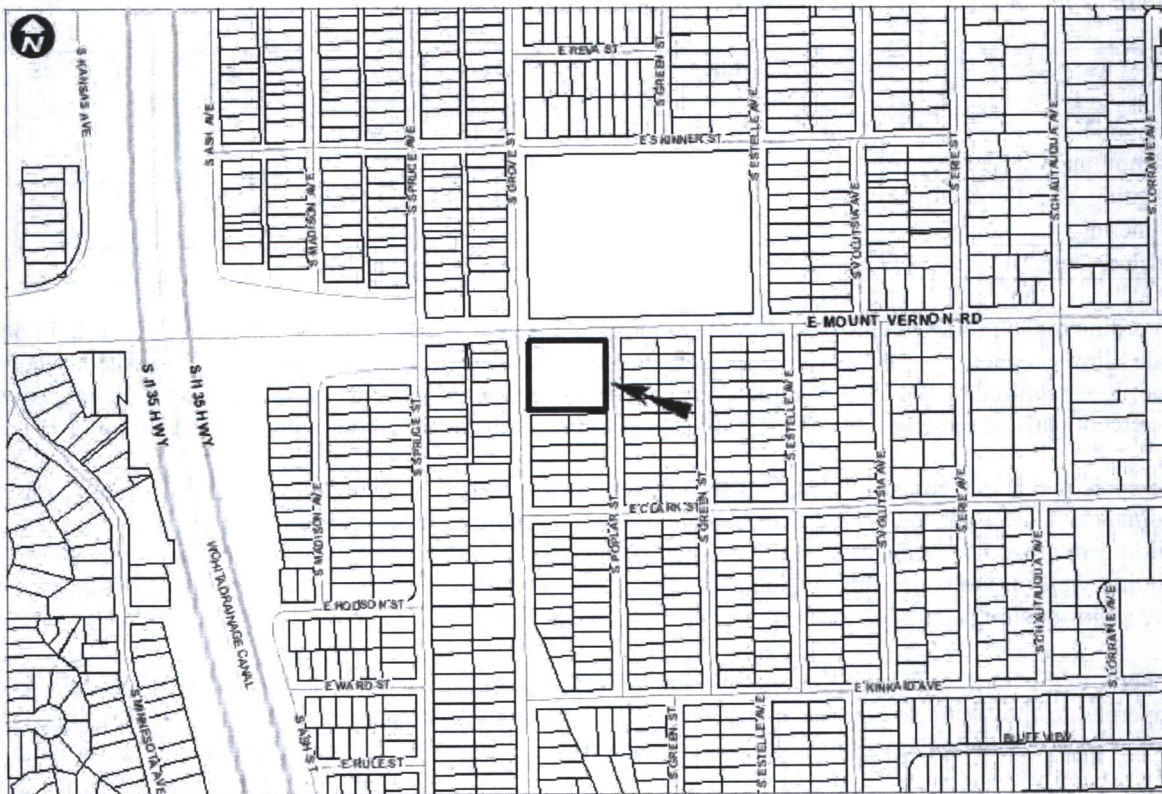 N
S KANSAS AVE
S ASH AVE
S MADISON AVE
S SPRUCE AVE
S GROVE ST
E REVA ST
S GREEN ST
E SKINNER ST
S ESTELLE AVE
S VOLUTSIA AVE
S ERIE ST
S CHAUTAUQUA AVE
S LORRAINE AVE
E MOUNT VERNON RD
S I135 HWY
S I135 HWY
WICHITA DRAINAGE CANAL
S MINNESOTA AVE
S MADISON AVE
S SPRUCE ST
S POPLAR ST
S GREEN ST
S ESTELLE AVE
S VOLUTSIA AVE
S ERIE AVE
E CLARK ST
S CHAUTAUQUA AVE
S LORRAINE AVE
E HODSON ST
E WARD ST
E KINKAID AVE
S ASH ST
E RULE ST
S GREEN ST
S ESTELLE AVE
BLUFF VIEW